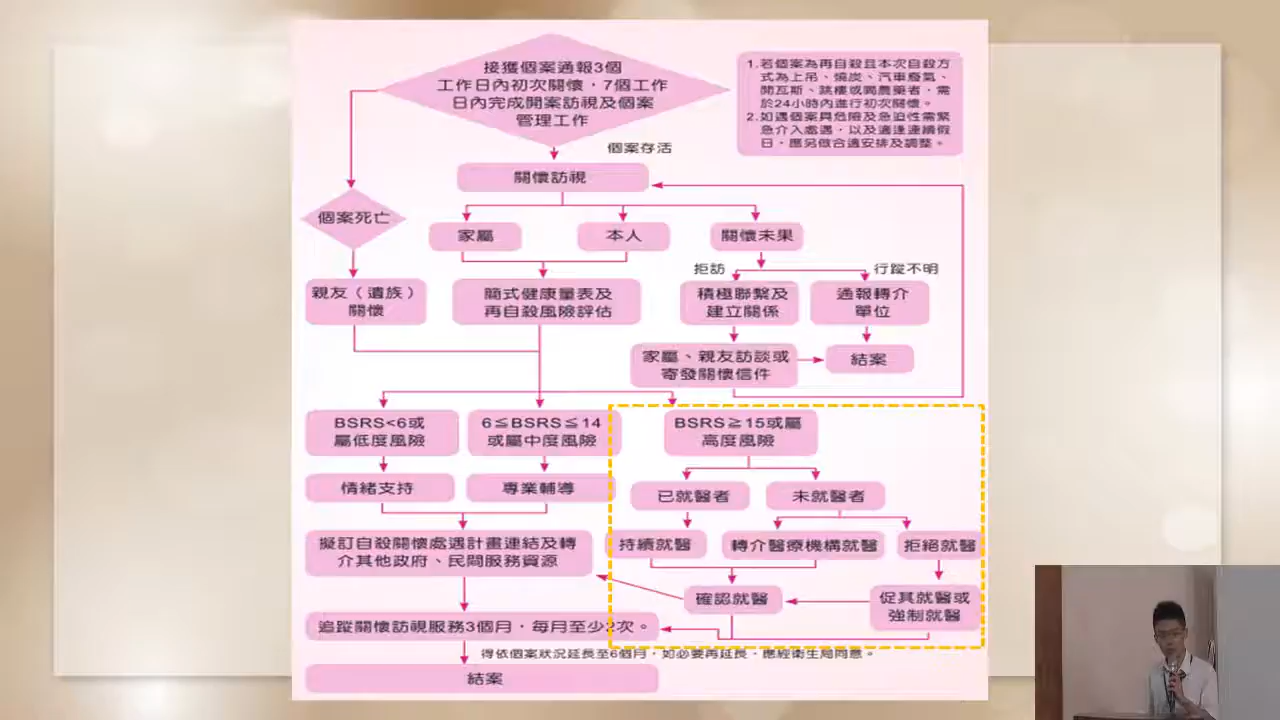 接獲個案通報3個
工作日內初次關懷，7個工作
日內完成開案訪視及個案
管理工作
1.若個案為再自殺且本次自殺方
式為上吊、燒炭、汽車廢氣、
開瓦斯、跳樓或喝農藥者，需
於24小時內進行初次關懷。
2.如遇個案具危險及急迫性需緊
急介入處遇，以及適逢連續假
日，應另做合適安排及調整。
個案存活
關懷訪視
個案死亡
家屬
本人
關懷未果
拒訪
行蹤不明
親友（遺族）
關懷
簡式健康量表及
再自殺風險評估
積極聯繫及
建立關係
通報轉介
單位
家屬、親友訪談或
寄發關懷信件
結案
BSRS<6或
屬低度風險
6≦BSRS≦14
或屬中度風險
BSRS≧15或屬
高度風險
情緒支持
專業輔導
已就醫者
未就醫者
擬訂自殺關懷處遇計畫連結及轉
介其他政府、民間服務資源
持續就醫
轉介醫療機構就醫
拒絕就醫
確認就醫
促其就醫或
強制就醫
追蹤關懷訪視服務3個月，每月至少2次。
得依個案狀況延長至6個月，如必要再延長，應經衛生局同意。
結案